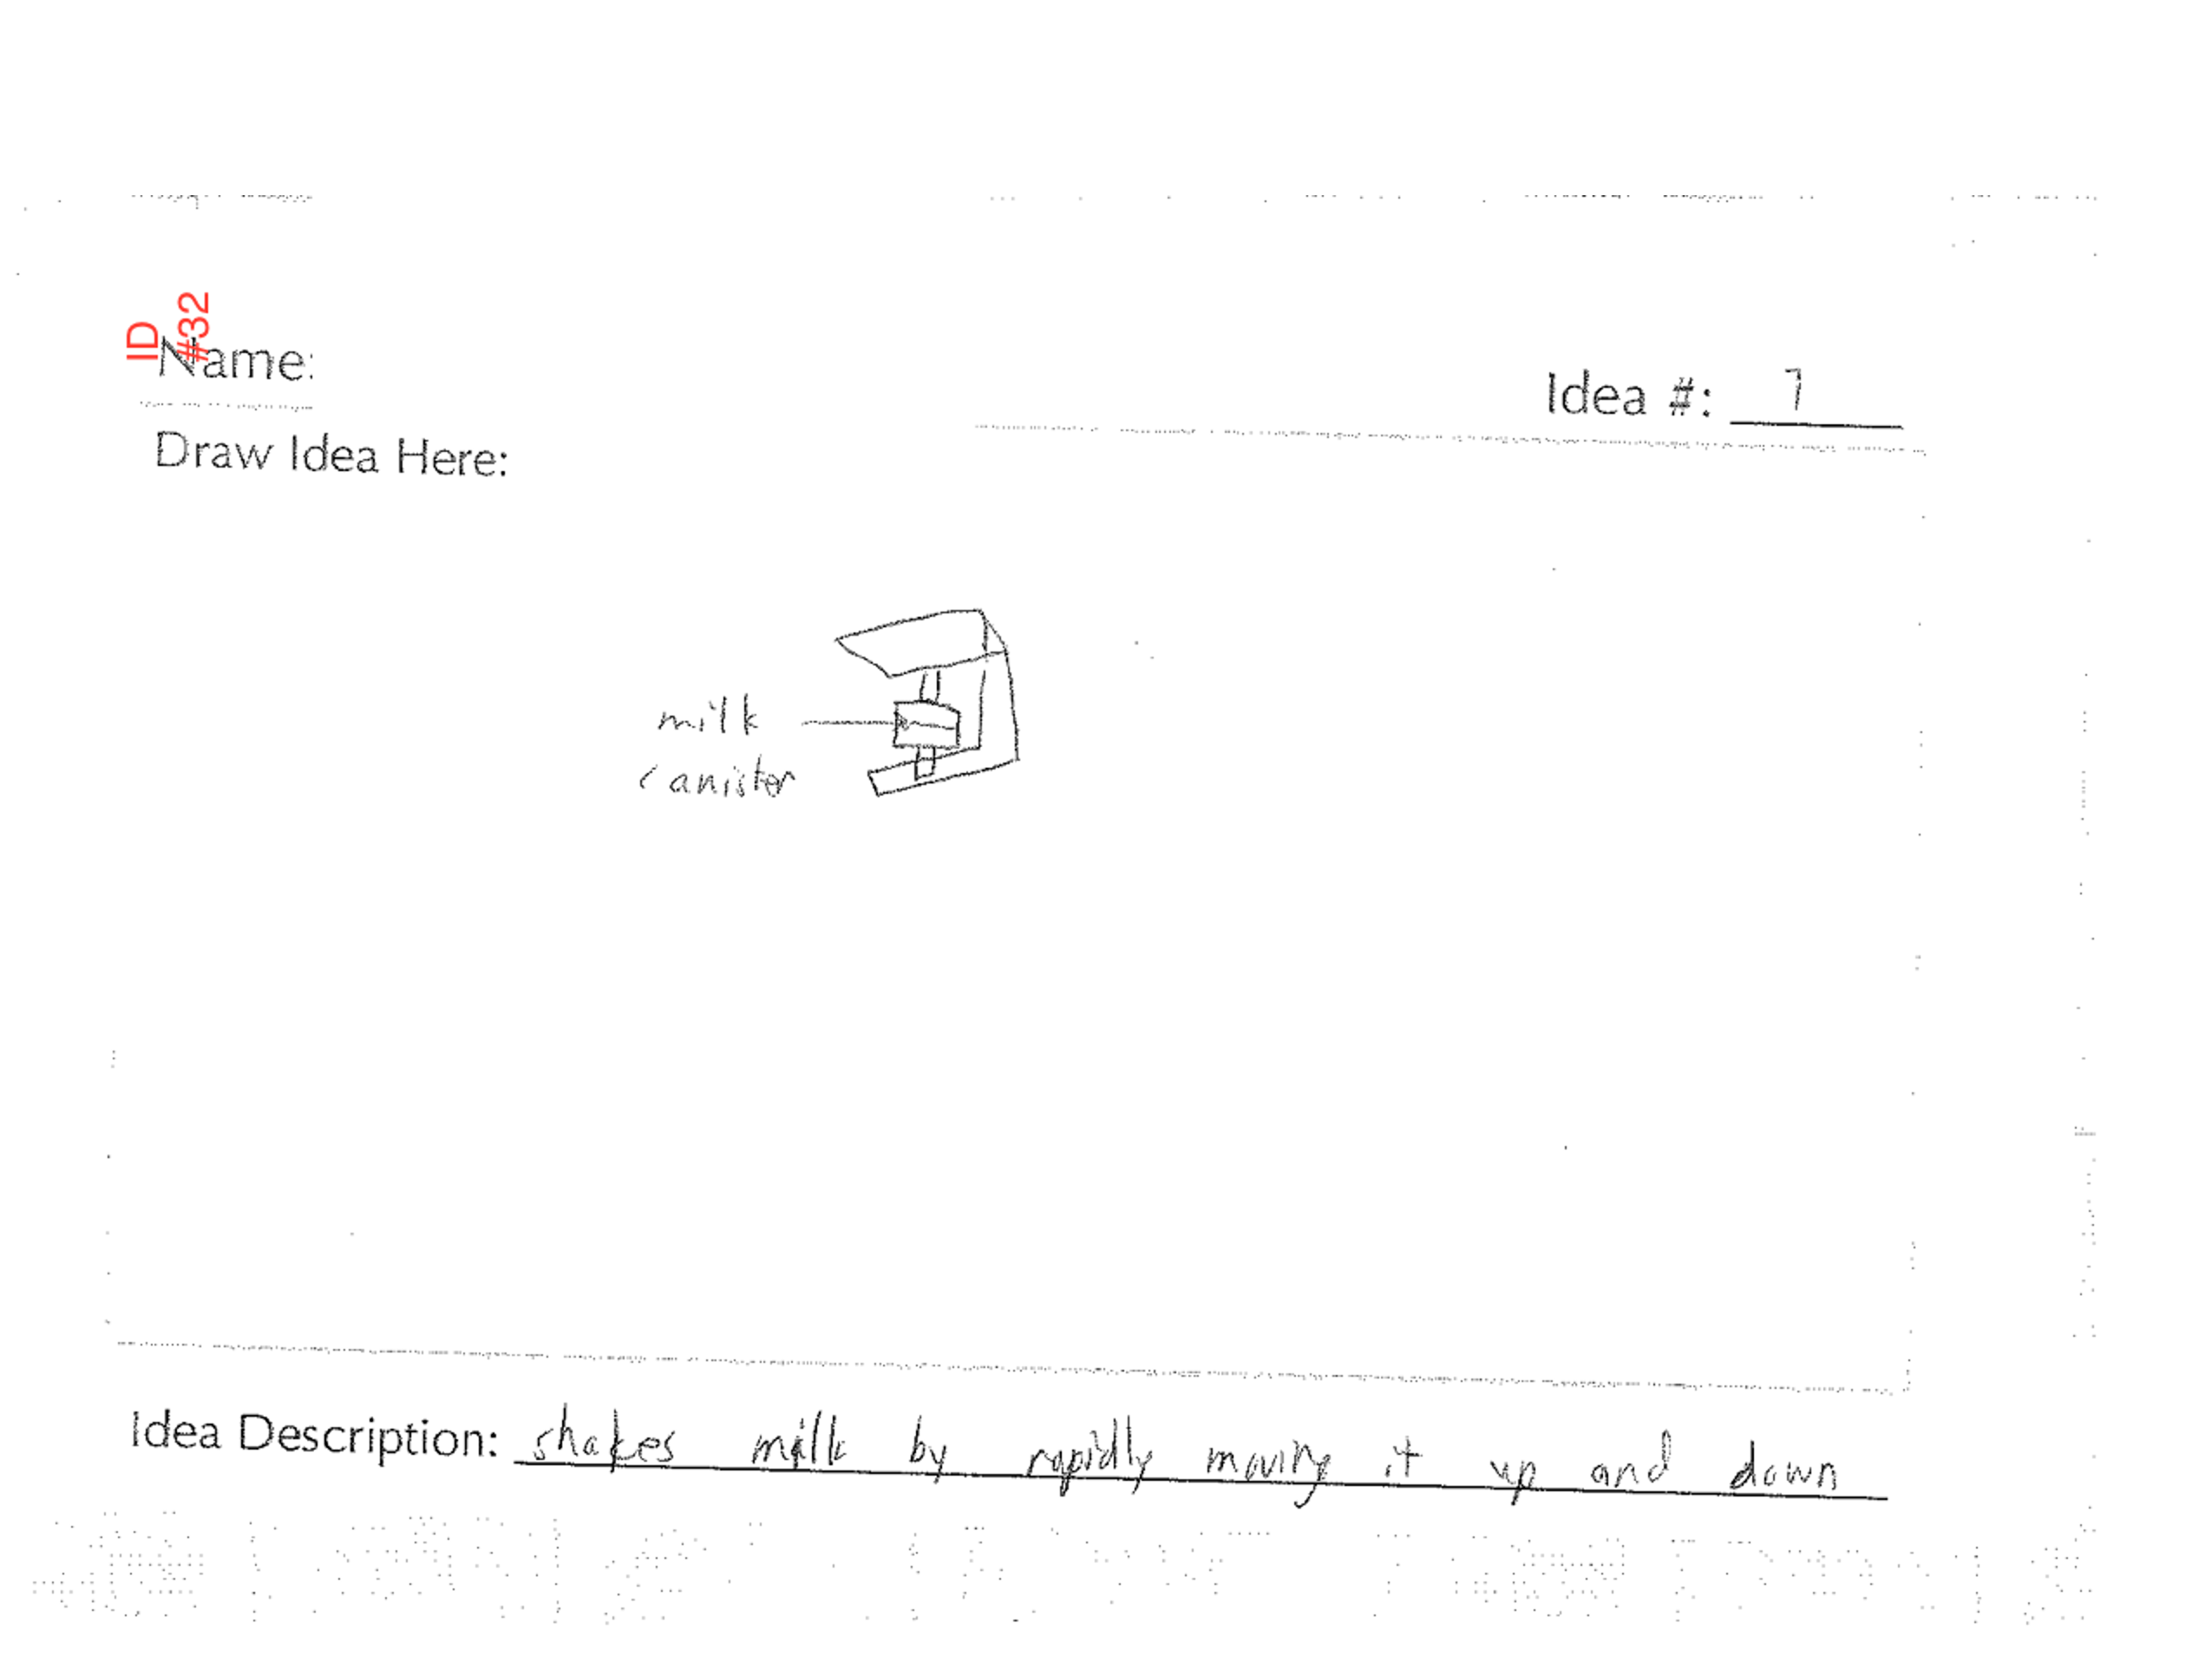 ID
#32
Name:
Idea #: 7
Draw Idea Here:
milk
canister
Idea Description: shakes milk by rapidly moving it up and down